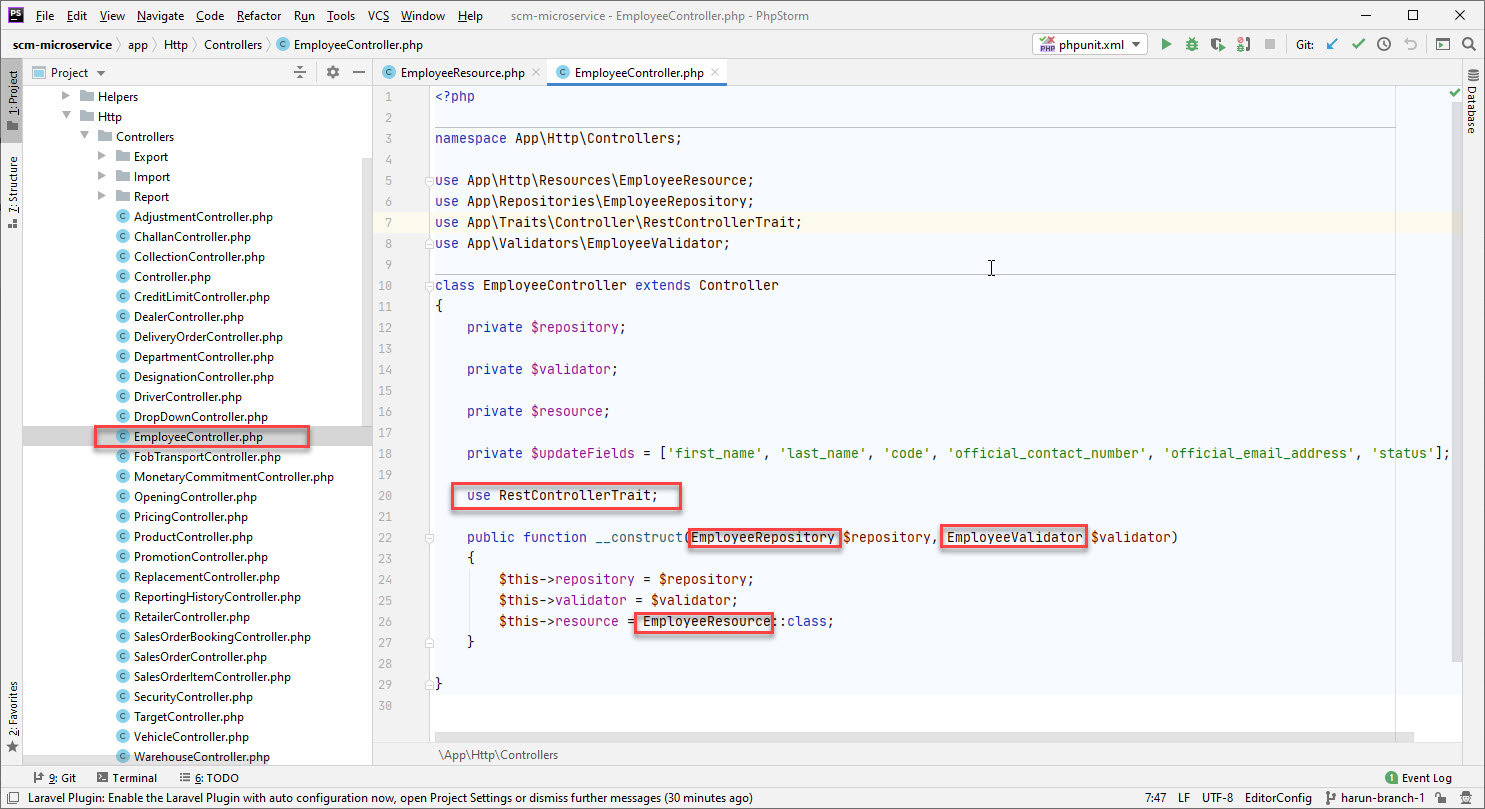 PS File Edit View Navigate Code Refactor Run Tools VCS Window Help scm-microservice - EmployeeController.php - PhpStorm
scm-microservice app Http Controllers C EmployeeController.php PHP phpunit.xml Git:
1: Project
7: Structure
2: Favorites
Project
Helpers
Http
Controllers
Export
Import
Report
C AdjustmentController.php
C ChallanController.php
C CollectionController.php
C Controller.php
C CreditLimitController.php
C DealerController.php
C DeliveryOrderController.php
C DepartmentController.php
C DesignationController.php
C DriverController.php
C DropDownController.php
C EmployeeController.php
C FobTransportController.php
C MonetaryCommitmentController.php
C OpeningController.php
C PricingController.php
C ProductController.php
C PromotionController.php
C ReplacementController.php
C ReportingHistoryController.php
C RetailerController.php
C SalesOrderBookingController.php
C SalesOrderController.php
C SalesOrderItemController.php
C SecurityController.php
C TargetController.php
C VehicleController.php
C WarehouseController.php
C EmployeeResource.php C EmployeeController.php
1 <?php
2
3 namespace App\Http\Controllers;
4
5 use App\Http\Resources\EmployeeResource;
6 use App\Repositories\EmployeeRepository;
7 use App\Traits\Controller\RestControllerTrait;
8 use App\Validators\EmployeeValidator;
9
10 class EmployeeController extends Controller
11 {
12 private $repository;
13
14 private $validator;
15
16 private $resource;
17
18 private $updateFields = ['first_name', 'last_name', 'code', 'official_contact_number', 'official_email_address', 'status'];
19
20 use RestControllerTrait;
21
22 public function __construct(EmployeeRepository $repository, EmployeeValidator $validator)
23 {
24 $this->repository = $repository;
25 $this->validator = $validator;
26 $this->resource = EmployeeResource::class;
27 }
28
29 }
30
\App\Http\Controllers
Database
9: Git Terminal 6: TODO 1 Event Log
Laravel Plugin: Enable the Laravel Plugin with auto configuration now, open Project Settings or dismiss further messages (30 minutes ago) 7:47 LF UTF-8 EditorConfig harun-branch-1